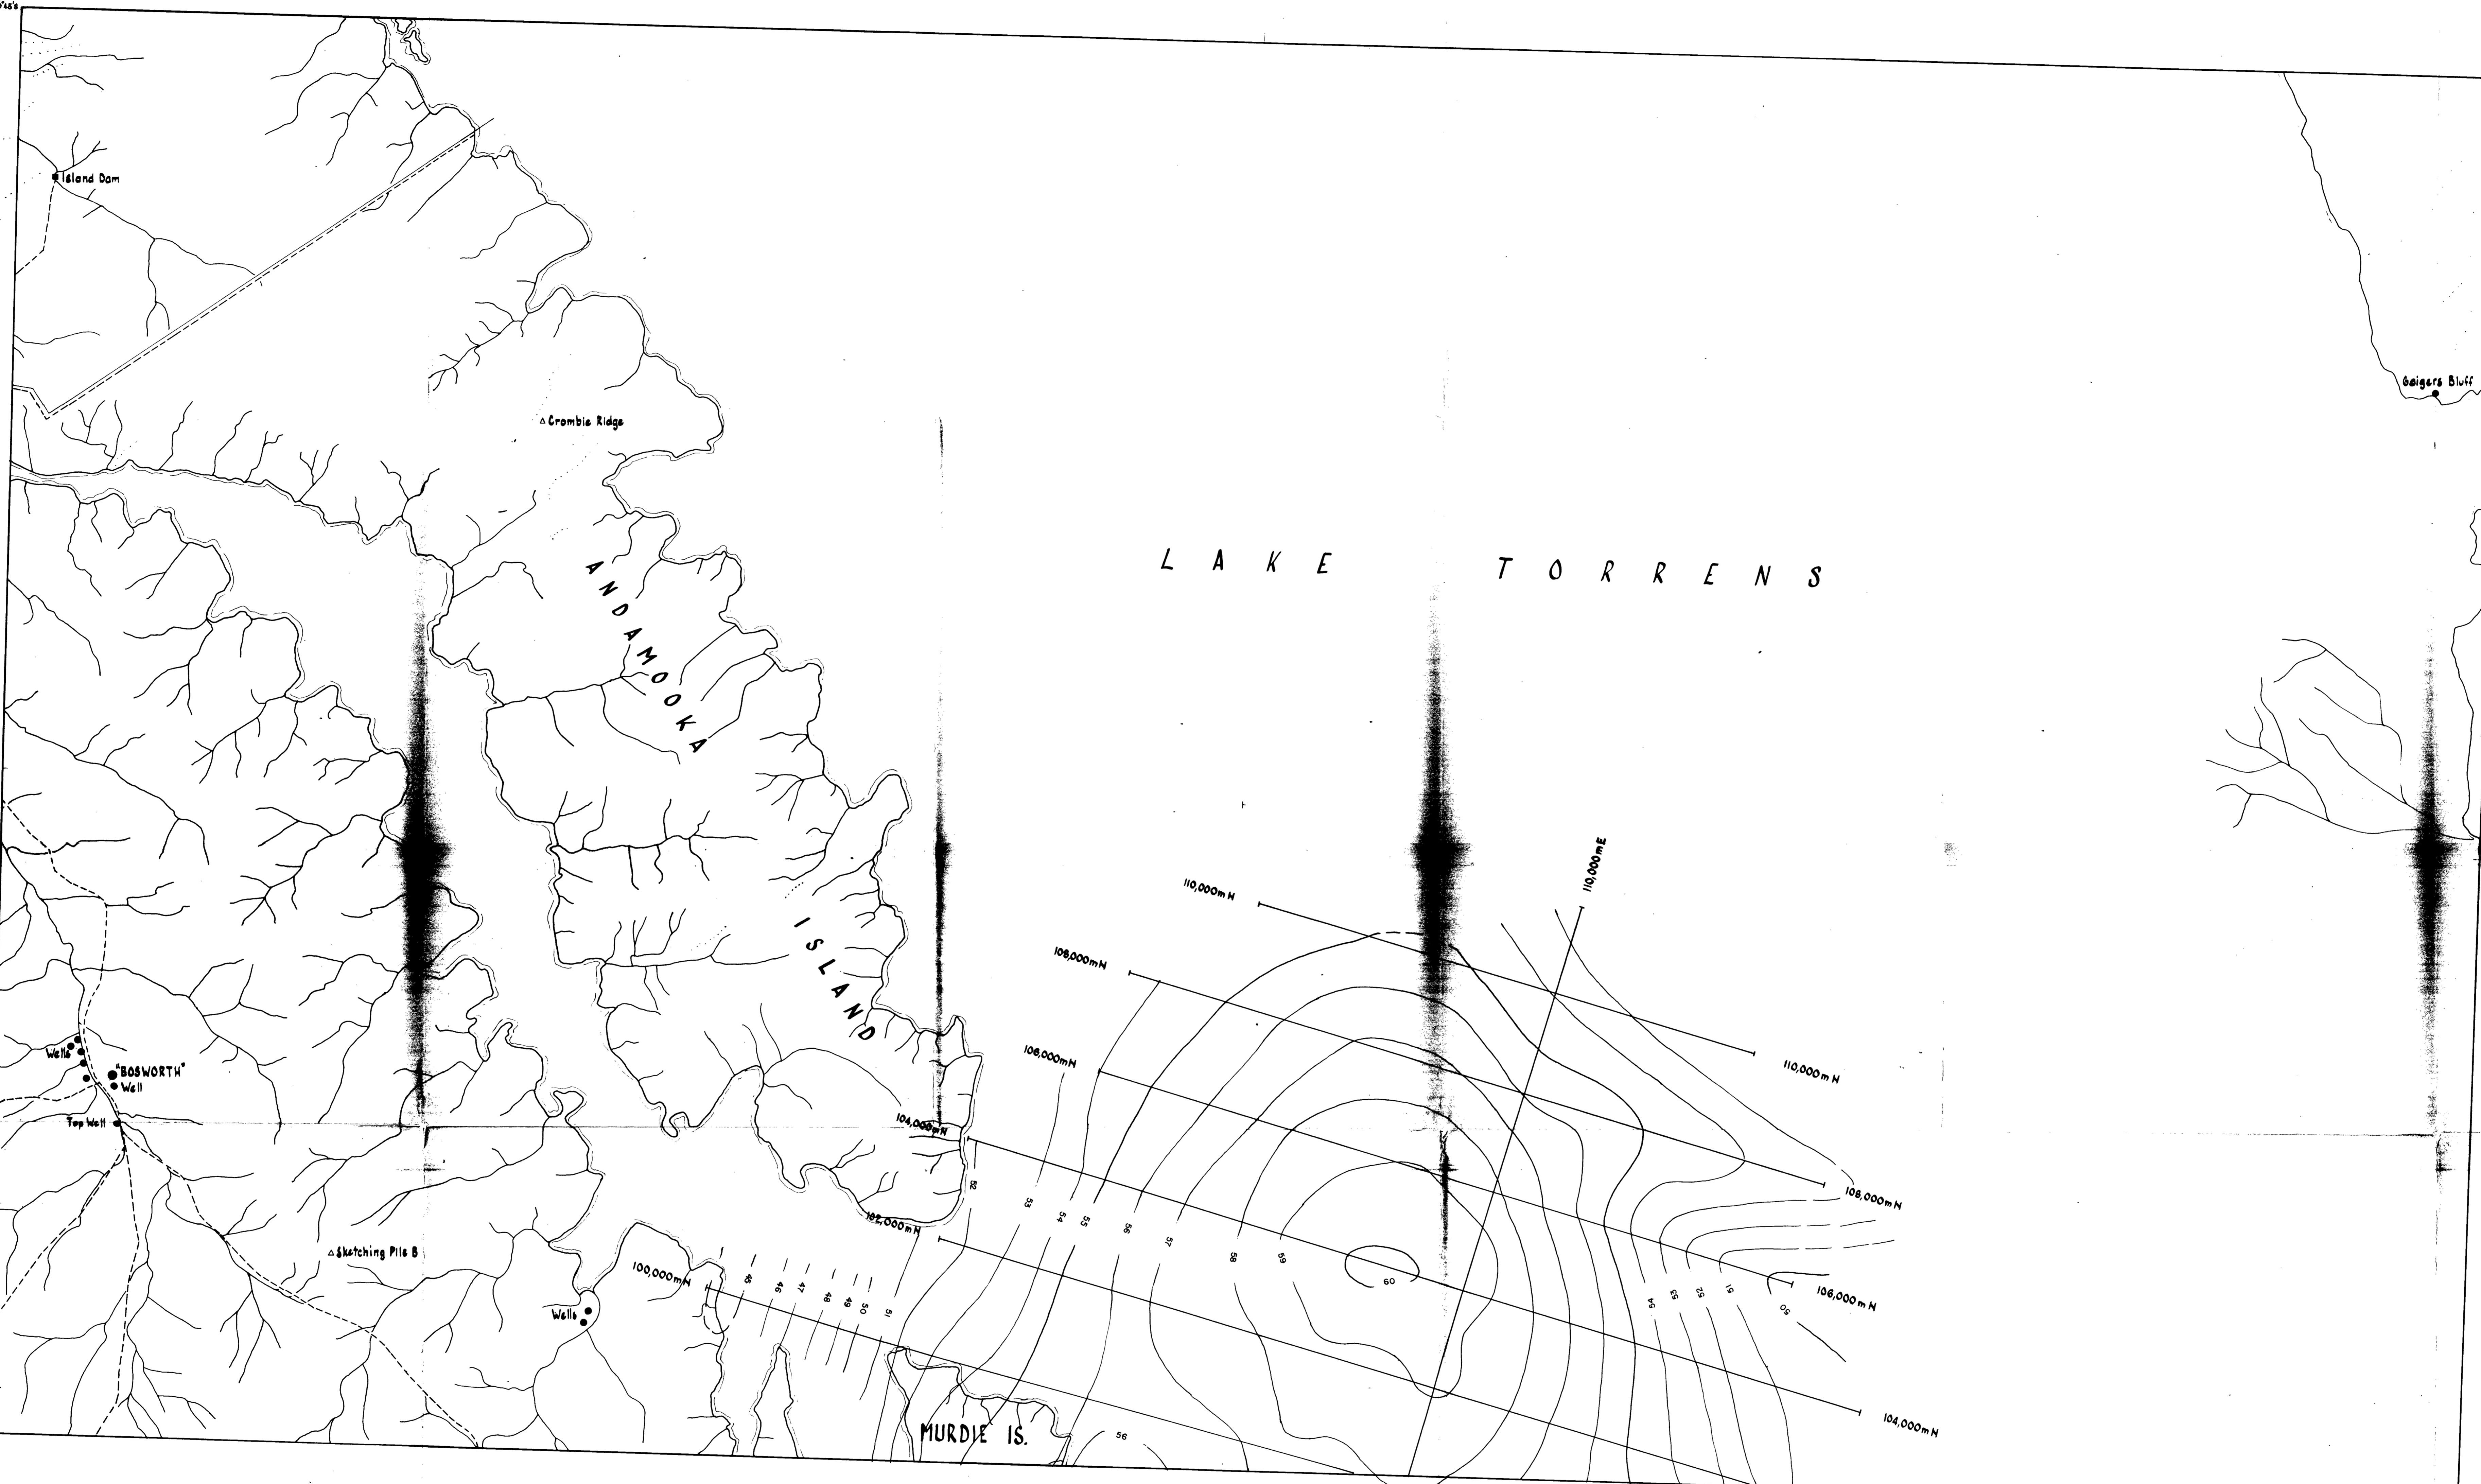 Island Dam
Geigers Bluff
Crombie Ridge
LAKE TORRENS
ANDAMOOKA
ISLAND
110,000mE
110,000mN
108,000mN
106,000mN
110,000mN
Wells
"BOSWORTH"
Well
Top Well
104,000mN
108,000mN
52
53
54
55
56
57
58
59
60
102,000mN
Sketching Pile B
100,000mN
45
46
47
48
49
50
51
54
53
52
51
50
106,000mN
Wells
104,000mN
MURDIE IS.
56